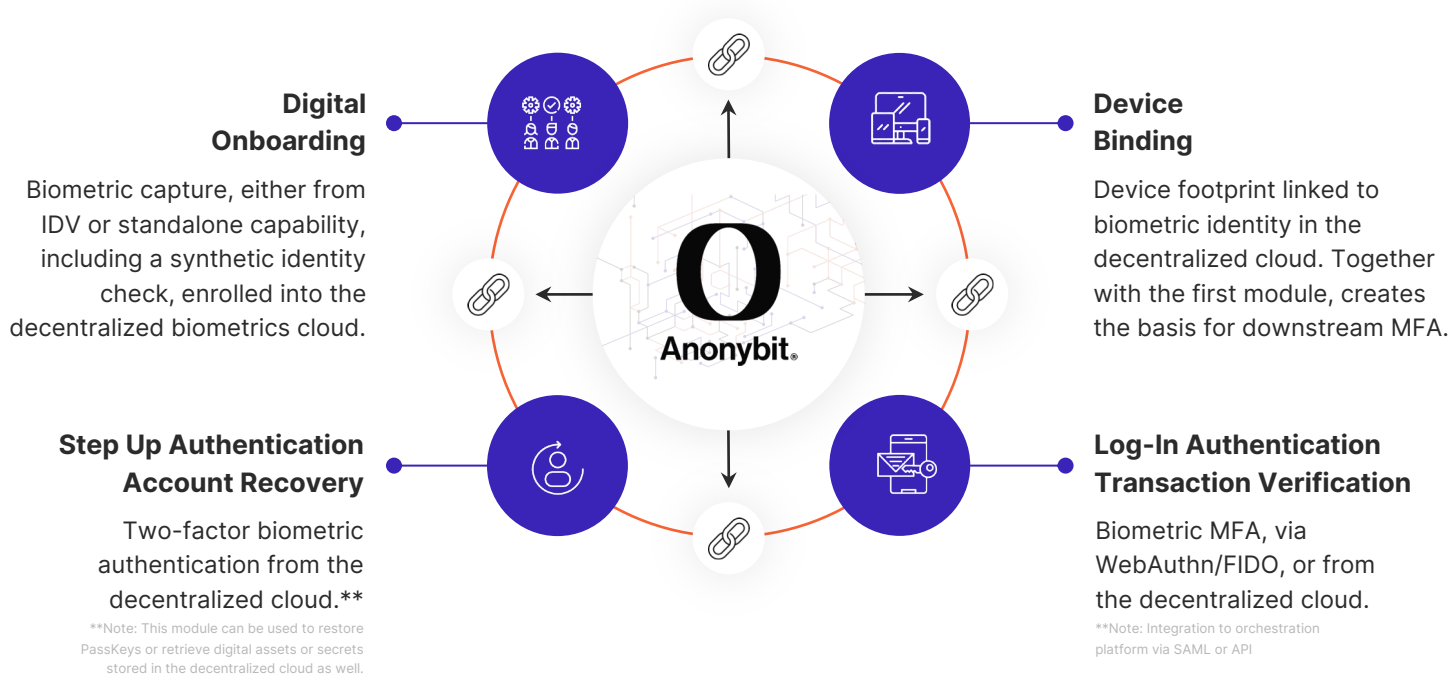 Digital
Onboarding
Biometric capture, either from
IDV or standalone capability,
including a synthetic identity
check, enrolled into the
decentralized biometrics cloud.
Device
Binding
Device footprint linked to
biometric identity in the
decentralized cloud. Together
with the first module, creates
the basis for downstream MFA.
Anonybit®
Step Up Authentication
Account Recovery
Two-factor biometric
authentication from the
decentralized cloud.**
**Note: This module can be used to restore
PassKeys or retrieve digital assets or secrets
stored in the decentralized cloud as well.
Log-In Authentication
Transaction Verification
Biometric MFA, via
WebAuthn/FIDO, or from
the decentralized cloud.
**Note: Integration to orchestration
platform via SAML or API